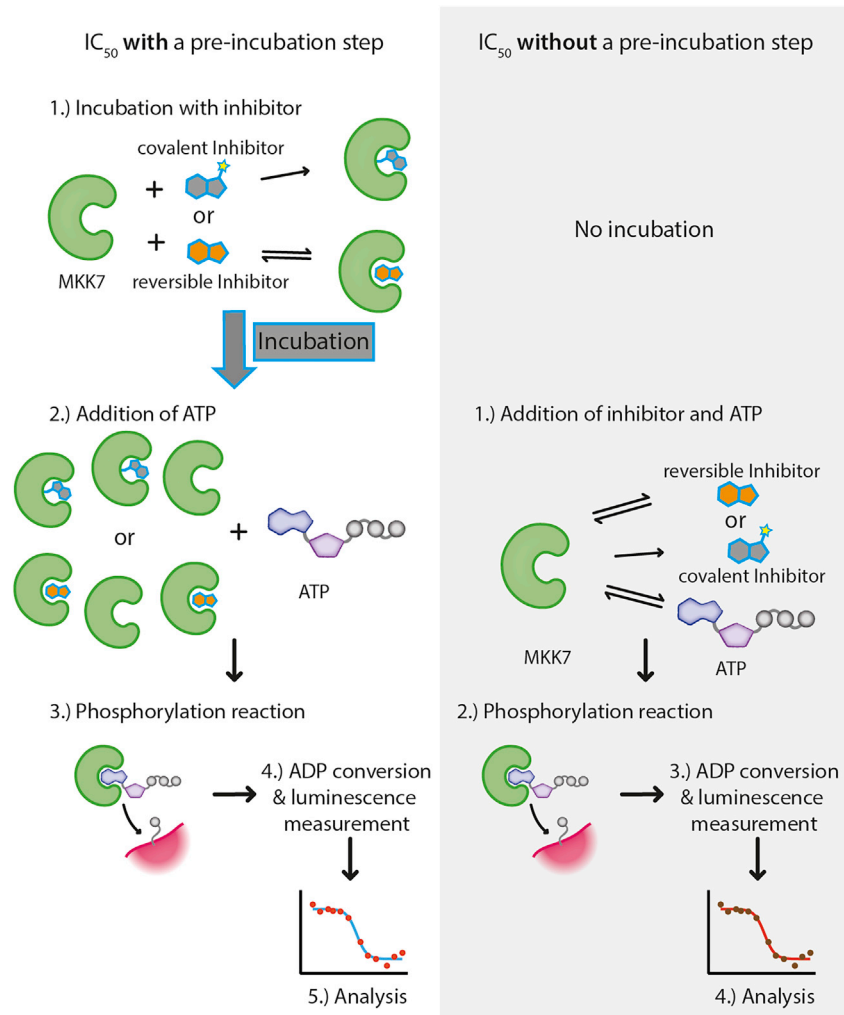 IC50 with a pre-incubation step
1.) Incubation with inhibitor
covalent Inhibitor
+
or
+
MKK7
reversible Inhibitor
Incubation
2.) Addition of ATP
or
+
ATP
3.) Phosphorylation reaction
4.) ADP conversion
& luminescence
measurement
5.) Analysis
IC50 without a pre-incubation step
No incubation
1.) Addition of inhibitor and ATP
reversible Inhibitor
or
covalent Inhibitor
MKK7
ATP
2.) Phosphorylation reaction
3.) ADP conversion
& luminescence
measurement
4.) Analysis